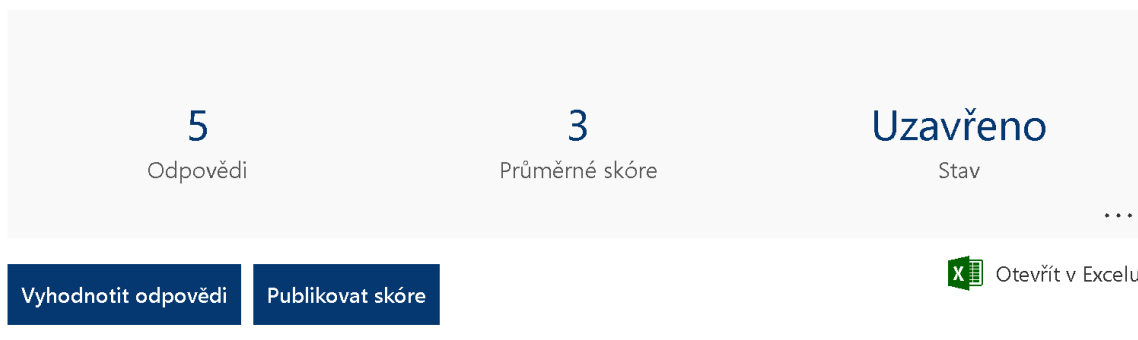 5
Odpovědi
3
Průměrné skóre
Uzavřeno
Stav
...
Vyhodnotit odpovědi
Publikovat skóre
Otevřít v Excelu